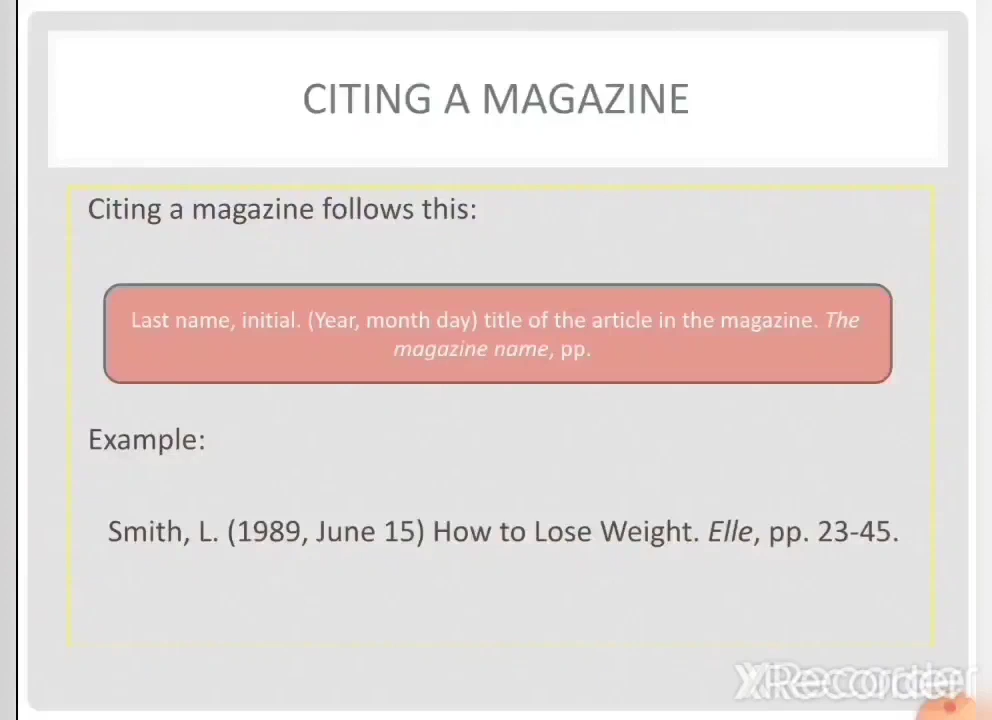 CITING A MAGAZINE
Citing a magazine follows this:
Last name, initial. (Year, month day) title of the article in the magazine. The
magazine name, pp.
Example:
Smith, L. (1989, June 15) How to Lose Weight. Elle, pp. 23-45.
XRecorder